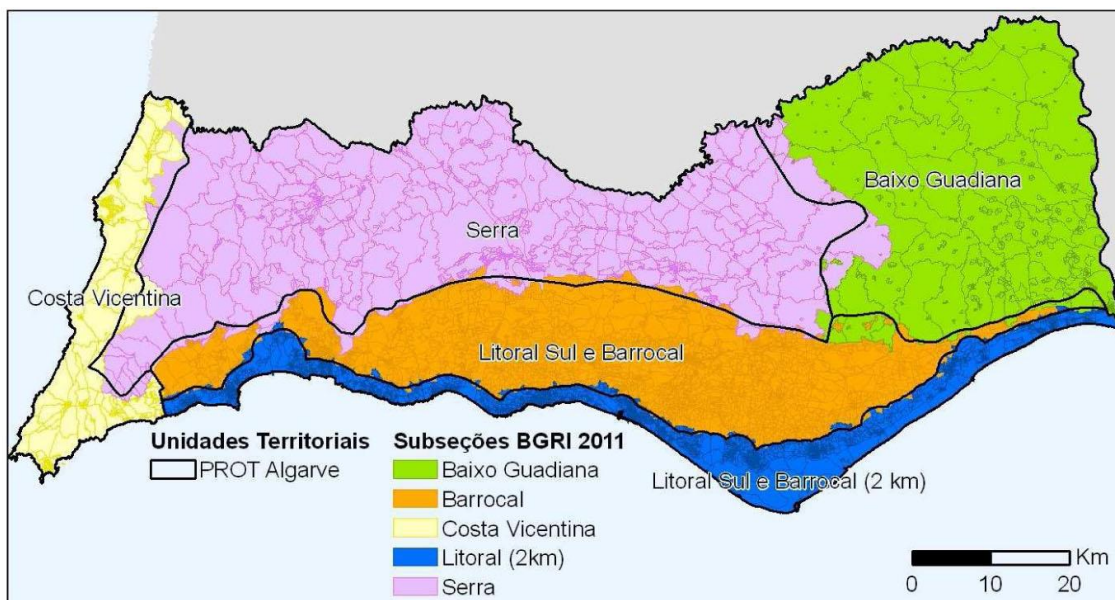 Baixo Guadiana
Serra
Costa Vicentina
Litoral Sul e Barrocal
Litoral Sul e Barrocal (2 km)
Unidades Territoriais
PROT Algarve
Subseções BGRI 2011
Baixo Guadiana
Barrocal
Costa Vicentina
Litoral (2km)
Serra
Km
0 10 20